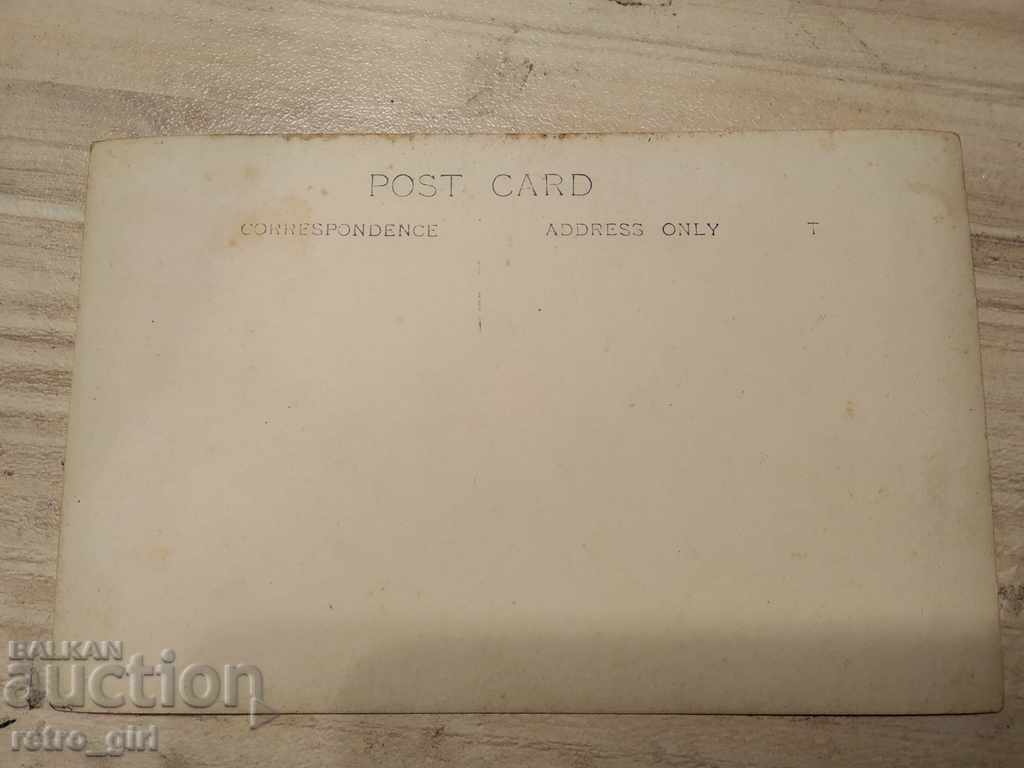 POST CARD
CORRESPONDENCE ADDRESS ONLY T
BALKAN
auction
retro_girl